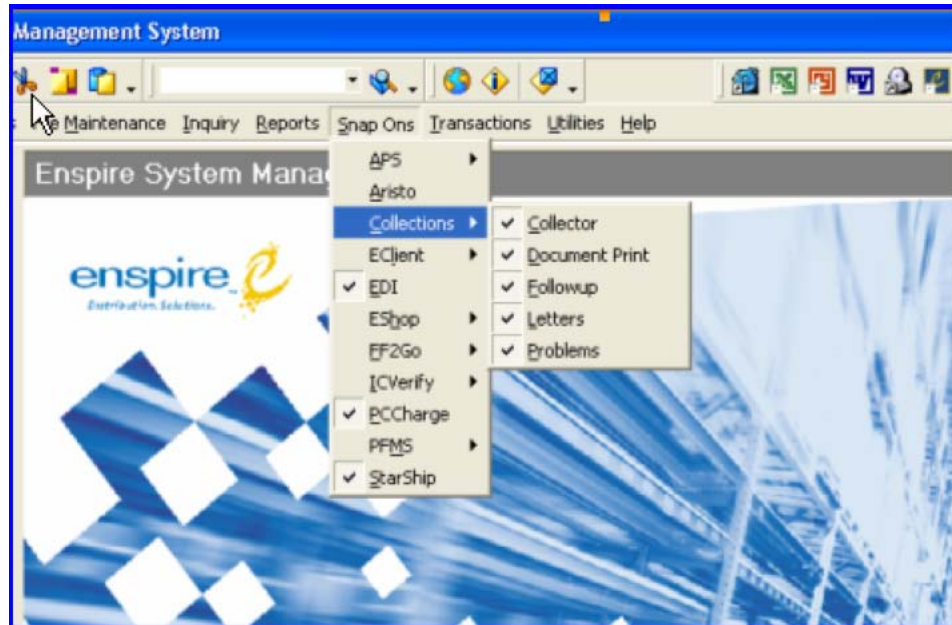 Management System
Maintenance Inquiry Reports Snap Ons Transactions Utilities Help
Enspire System
APS
Aristo
Collections
EClient
EDI
EShop
FF2Go
ICVerify
PCCharge
PFMS
StarShip
Collector
Document Print
Followup
Letters
Problems
enspire
Distribution Solutions.